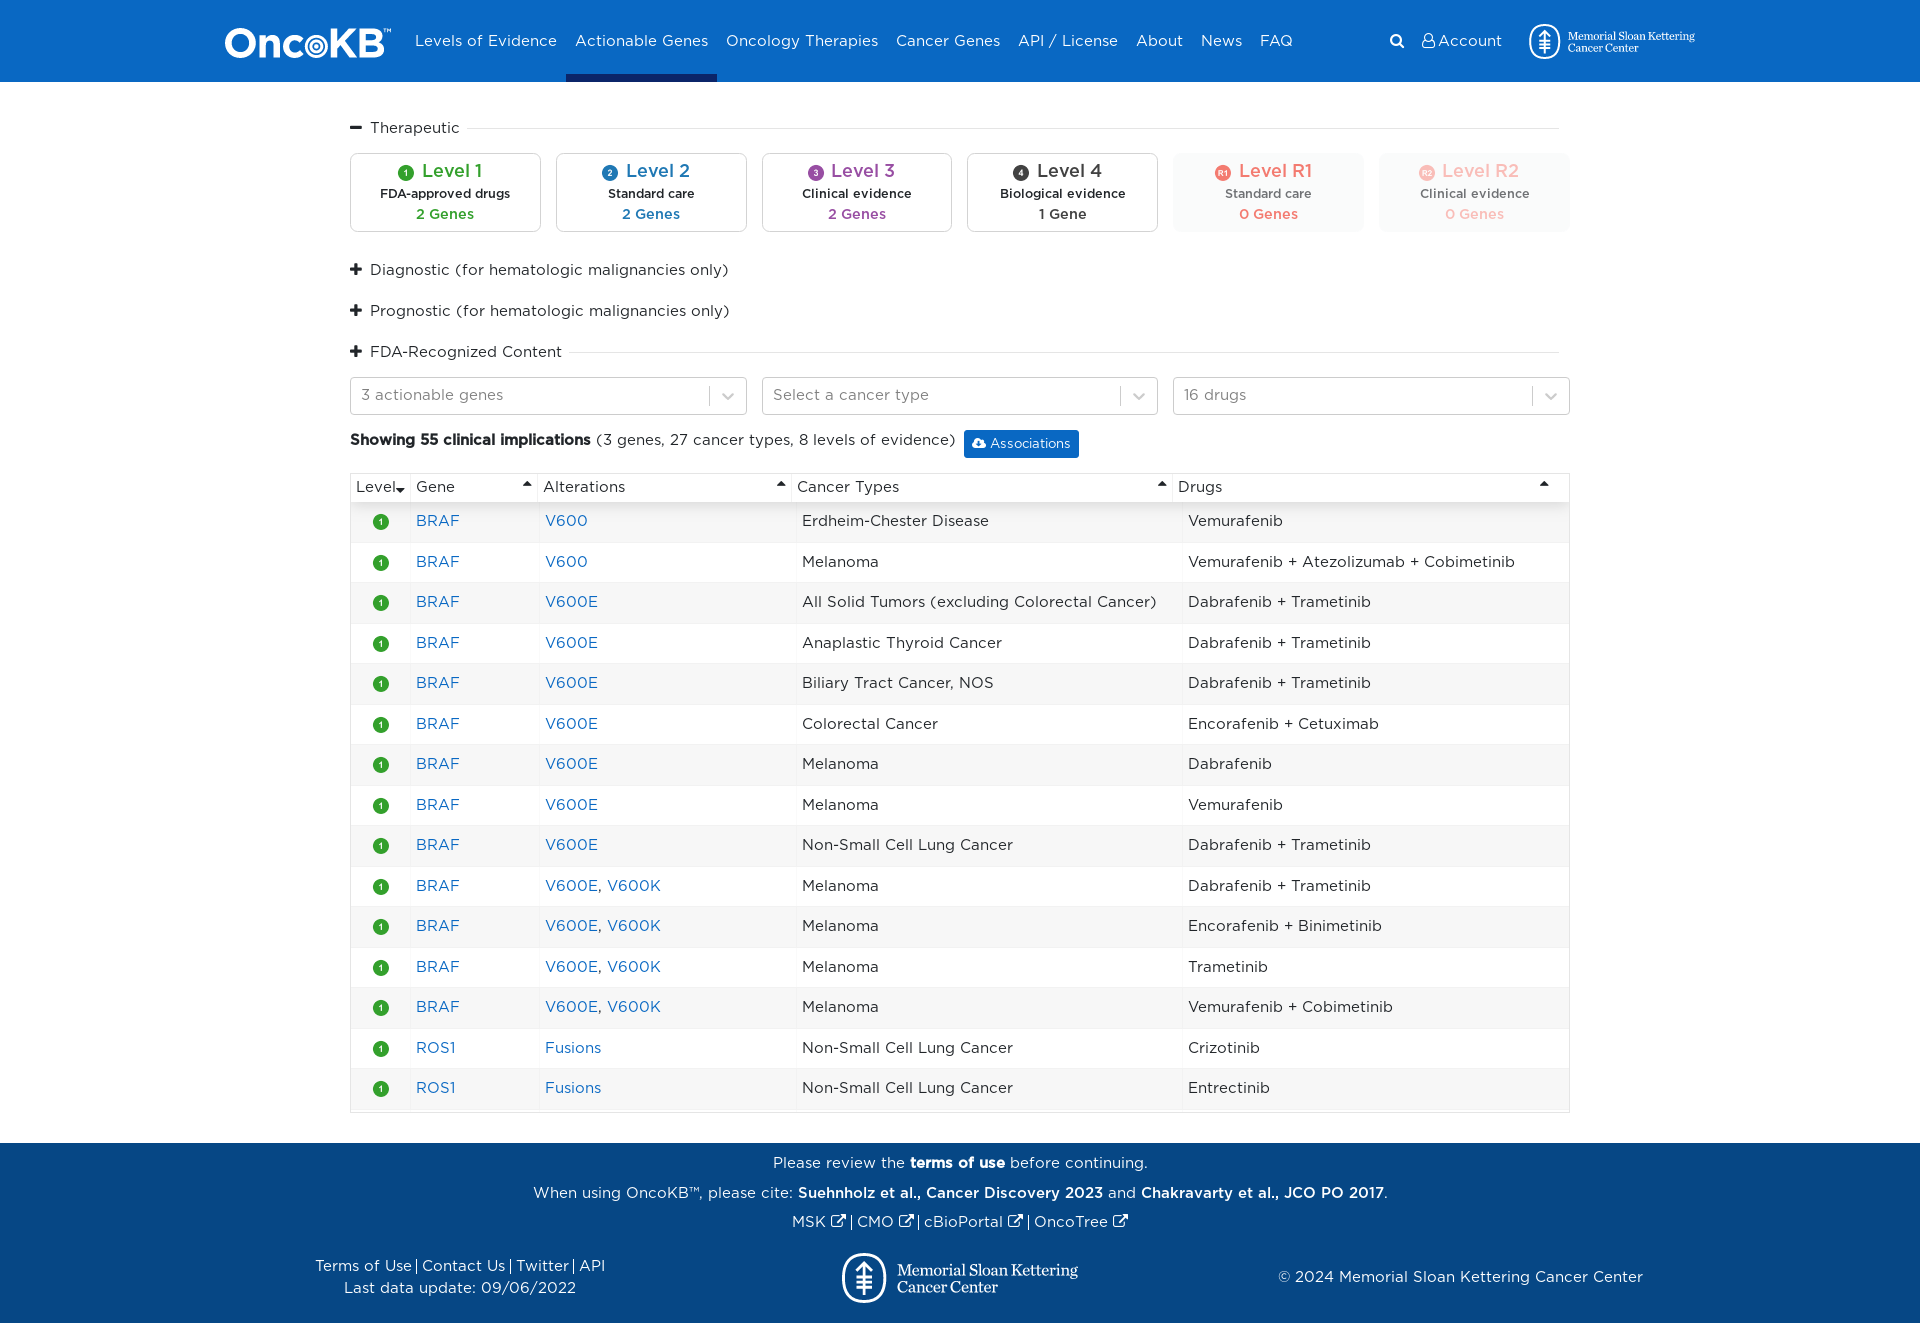 OncoKB™ Levels of Evidence Actionable Genes Oncology Therapies Cancer Genes API / License About News FAQ Account Memorial Sloan Kettering Cancer Center
Therapeutic
1 Level 1
FDA-approved drugs
2 Genes
2 Level 2
Standard care
2 Genes
3 Level 3
Clinical evidence
2 Genes
4 Level 4
Biological evidence
1 Gene
R1 Level R1
Standard care
0 Genes
R2 Level R2
Clinical evidence
0 Genes
Diagnostic (for hematologic malignancies only)
Prognostic (for hematologic malignancies only)
FDA-Recognized Content
3 actionable genes Select a cancer type 16 drugs
Showing 55 clinical implications (3 genes, 27 cancer types, 8 levels of evidence) Associations
Level Gene Alterations Cancer Types Drugs
1 BRAF V600 Erdheim-Chester Disease Vemurafenib
1 BRAF V600 Melanoma Vemurafenib + Atezolizumab + Cobimetinib
1 BRAF V600E All Solid Tumors (excluding Colorectal Cancer) Dabrafenib + Trametinib
1 BRAF V600E Anaplastic Thyroid Cancer Dabrafenib + Trametinib
1 BRAF V600E Biliary Tract Cancer, NOS Dabrafenib + Trametinib
1 BRAF V600E Colorectal Cancer Encorafenib + Cetuximab
1 BRAF V600E Melanoma Dabrafenib
1 BRAF V600E Melanoma Vemurafenib
1 BRAF V600E Non-Small Cell Lung Cancer Dabrafenib + Trametinib
1 BRAF V600E, V600K Melanoma Dabrafenib + Trametinib
1 BRAF V600E, V600K Melanoma Encorafenib + Binimetinib
1 BRAF V600E, V600K Melanoma Trametinib
1 BRAF V600E, V600K Melanoma Vemurafenib + Cobimetinib
1 ROS1 Fusions Non-Small Cell Lung Cancer Crizotinib
1 ROS1 Fusions Non-Small Cell Lung Cancer Entrectinib
Please review the terms of use before continuing.
When using OncoKB™, please cite: Suehnholz et al., Cancer Discovery 2023 and Chakravarty et al., JCO PO 2017.
MSK | CMO | cBioPortal | OncoTree
Terms of Use | Contact Us | Twitter | API
Last data update: 09/06/2022
Memorial Sloan Kettering
Cancer Center
© 2024 Memorial Sloan Kettering Cancer Center